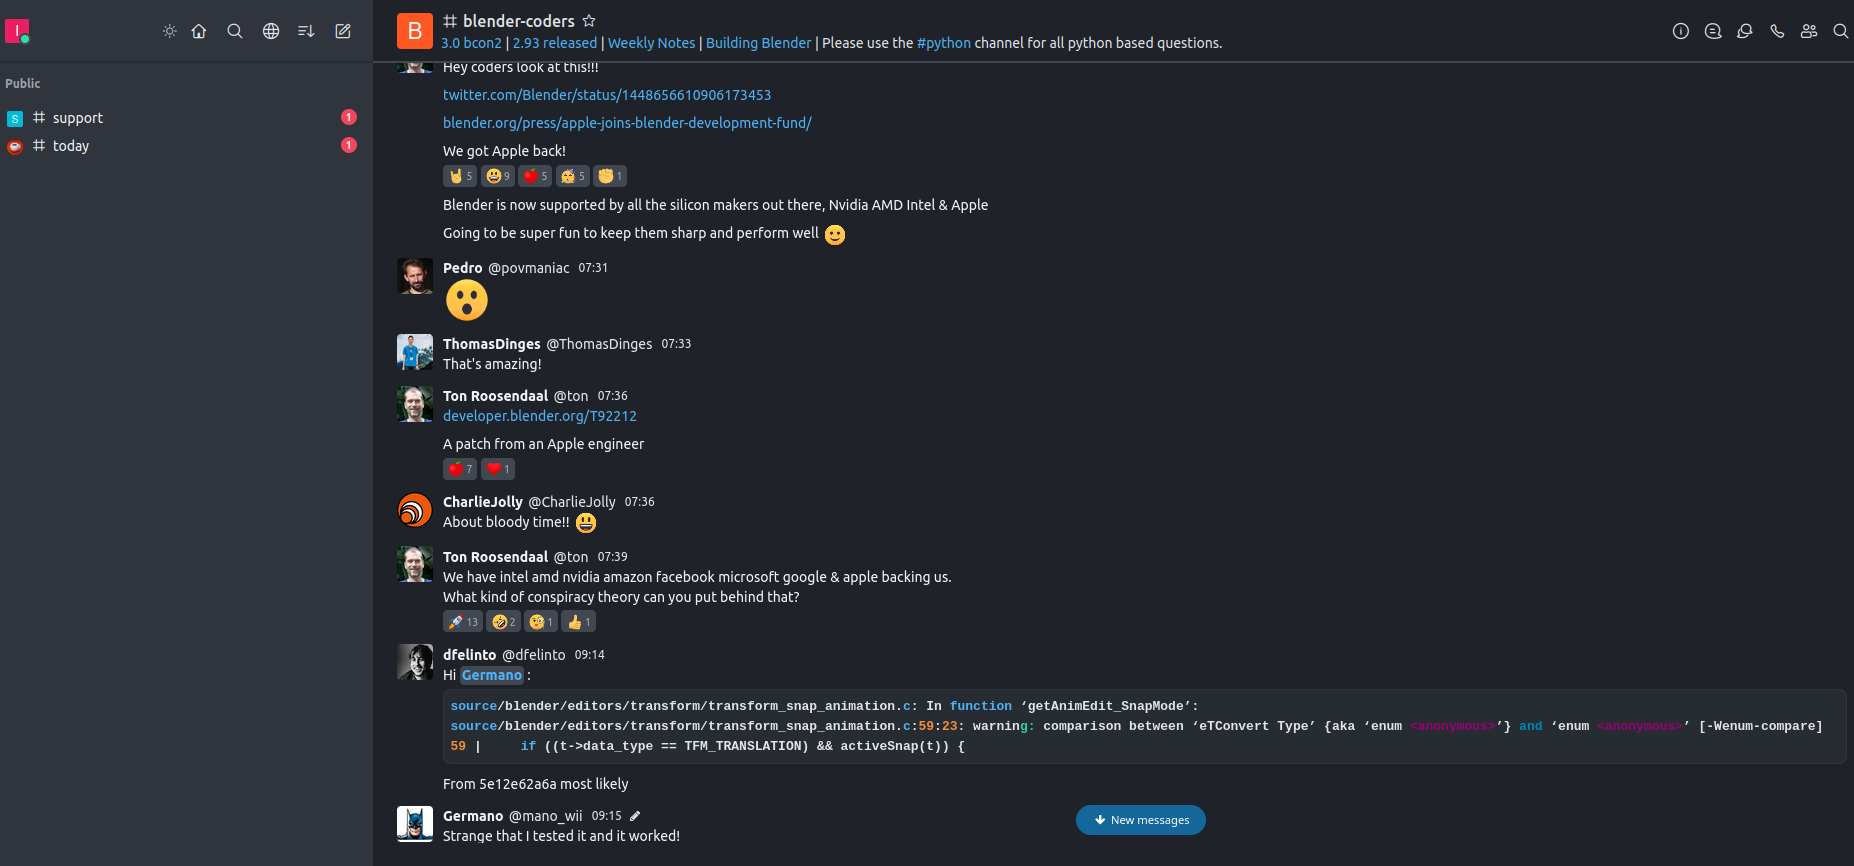 I
B
blender-coders
3.0 bcon2 | 2.93 released | Weekly Notes | Building Blender | Please use the #python channel for all python based questions.
Public
S support 1
today 1
Hey coders look at this!!!
twitter.com/Blender/status/1448656610906173453
blender.org/press/apple-joins-blender-development-fund/
We got Apple back!
5 9 5 5 1
Blender is now supported by all the silicon makers out there, Nvidia AMD Intel & Apple
Going to be super fun to keep them sharp and perform well
Pedro @povmaniac 07:31
ThomasDinges @ThomasDinges 07:33
That's amazing!
Ton Roosendaal @ton 07:36
developer.blender.org/T92212
A patch from an Apple engineer
7 1
CharlieJolly @CharlieJolly 07:36
About bloody time!!
Ton Roosendaal @ton 07:39
We have intel amd nvidia amazon facebook microsoft google & apple backing us.
What kind of conspiracy theory can you put behind that?
13 2 1 1
dfelinto @dfelinto 09:14
Hi Germano :
source/blender/editors/transform/transform_snap_animation.c: In function ‘getAnimEdit_SnapMode’:
source/blender/editors/transform/transform_snap_animation.c:59:23: warning: comparison between ‘eTConvert Type’ {aka ‘enum <anonymous>’} and ‘enum <anonymous>’ [-Wenum-compare]
59 |     if ((t->data_type == TFM_TRANSLATION) && activeSnap(t)) {
From 5e12e62a6a most likely
Germano @mano_wii 09:15
Strange that I tested it and it worked!
New messages